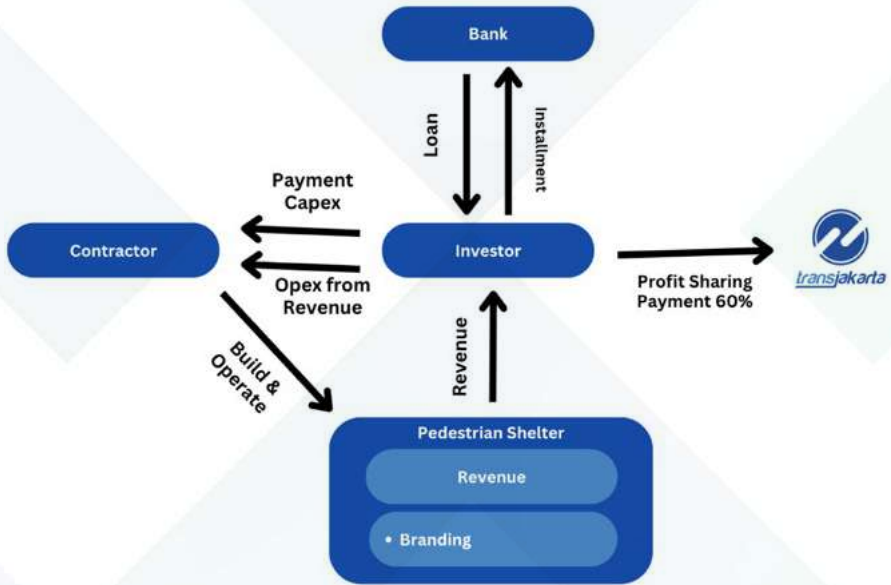 Bank
Loan
Installment
Payment
Capex
Contractor
Investor
transjakarta
Opex from
Revenue
Profit Sharing
Payment 60%
Build &
Operate
Revenue
Pedestrian Shelter
Revenue
• Branding